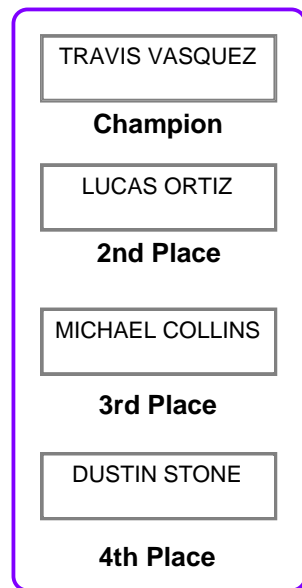 TRAVIS VASQUEZ
Champion
LUCAS ORTIZ
2nd Place
MICHAEL COLLINS
3rd Place
DUSTIN STONE
4th Place